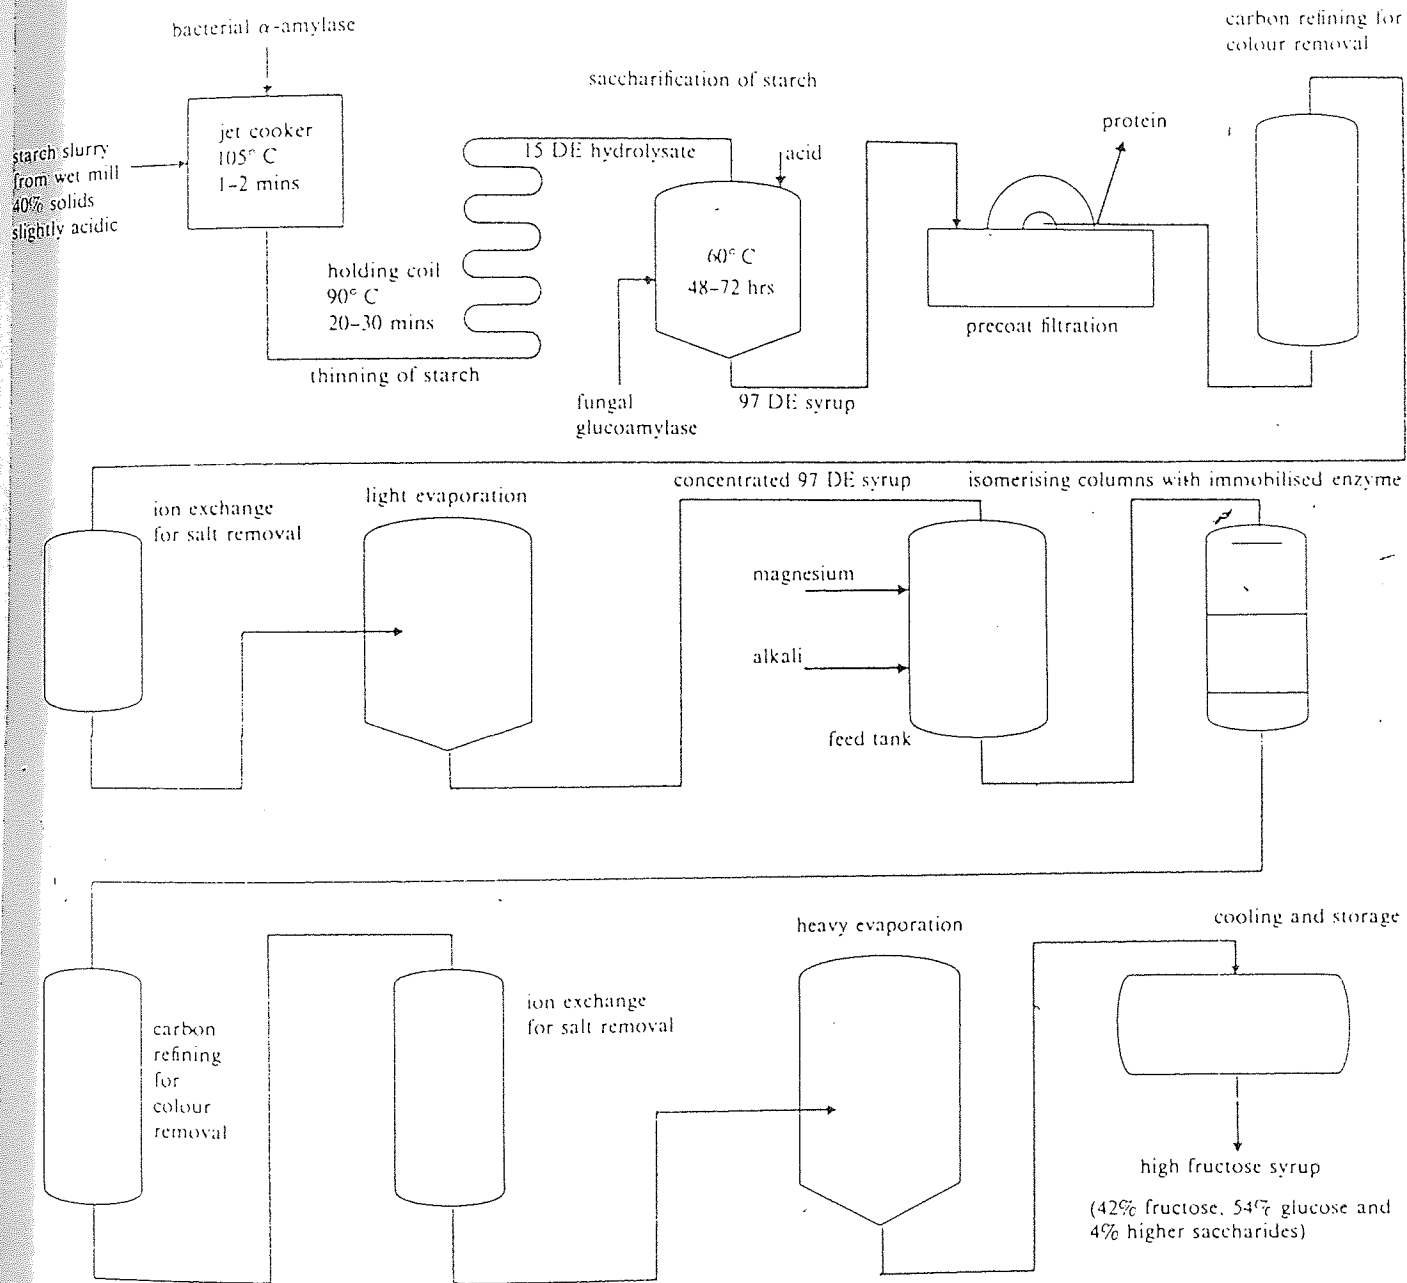 bacterial α-amylase
carbon refining for
colour removal
saccharification of starch
jet cooker
105° C
1–2 mins
starch slurry
from wet mill
40% solids
slightly acidic
15 DE hydrolysate
acid
protein
holding coil
90° C
20–30 mins
60° C
48–72 hrs
precoat filtration
thinning of starch
fungal
glucoamylase
97 DE syrup
concentrated 97 DE syrup
isomerising columns with immobilised enzyme
light evaporation
ion exchange
for salt removal
magnesium
alkali
feed tank
heavy evaporation
cooling and storage
ion exchange
for salt removal
carbon
refining
for
colour
removal
high fructose syrup
(42% fructose, 54% glucose and
4% higher saccharides)